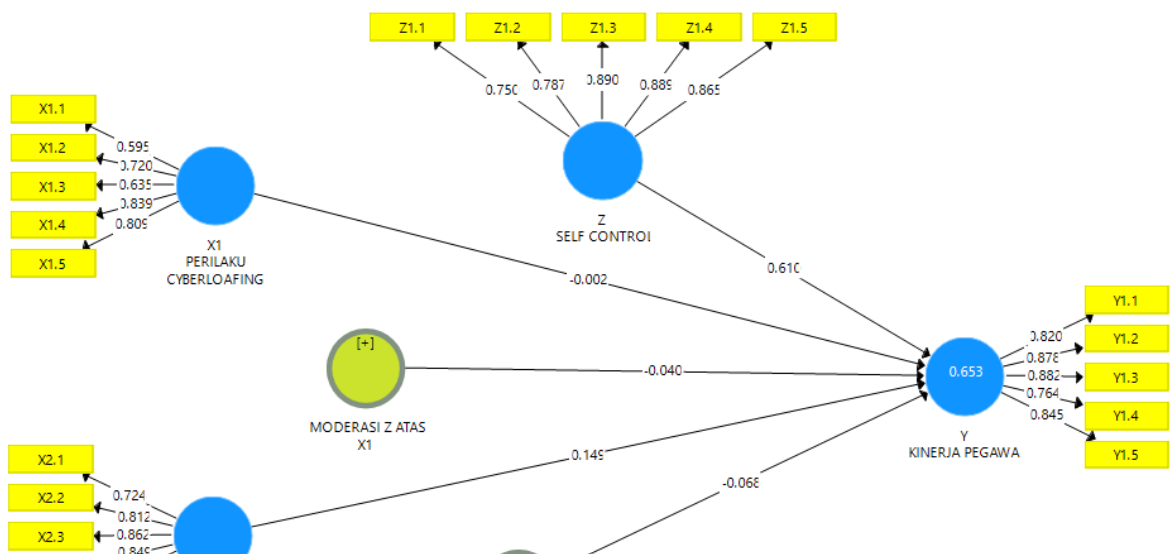 Z1.1 Z1.2 Z1.3 Z1.4 Z1.5
0.750 0.787 0.890 0.889 0.865
X1.1
X1.2
X1.3
X1.4
X1.5
0.595
0.720
0.635
0.839
0.809
X1
PERILAKU
CYBERLOAFING
Z
SELF CONTROL
-0.002
0.610
[+]
MODERASI Z ATAS
X1
-0.040
0.653
Y
KINERJA PEGAWA
0.820
0.878
0.882
0.764
0.845
Y1.1
Y1.2
Y1.3
Y1.4
Y1.5
X2.1
X2.2
X2.3
0.724
0.812
0.862
0.849
0.149
-0.068